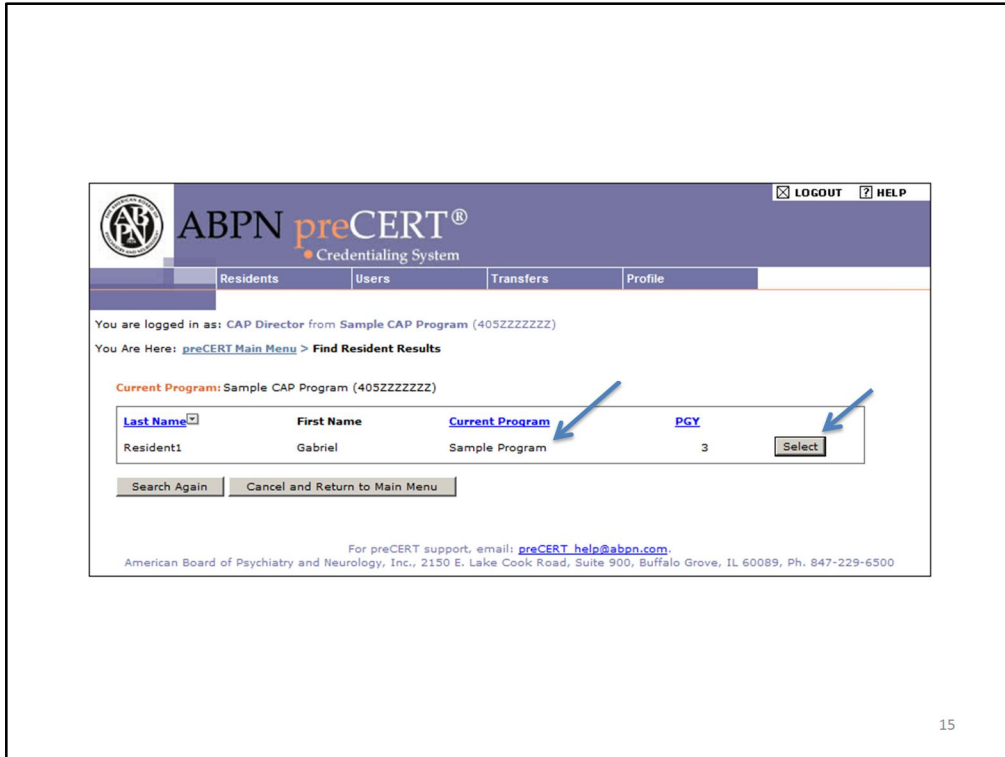 LOGOUT ? HELP
ABPN preCERT®
Credentialing System
Residents Users Transfers Profile
You are logged in as: CAP Director from Sample CAP Program (405ZZZZZZZ)
You Are Here: preCERT Main Menu > Find Resident Results
Current Program: Sample CAP Program (405ZZZZZZZ)
Last Name First Name Current Program PGY
Resident1 Gabriel Sample Program 3 Select
Search Again Cancel and Return to Main Menu
For preCERT support, email: preCERT_help@abpn.com.
American Board of Psychiatry and Neurology, Inc., 2150 E. Lake Cook Road, Suite 900, Buffalo Grove, IL 60089, Ph. 847-229-6500
15